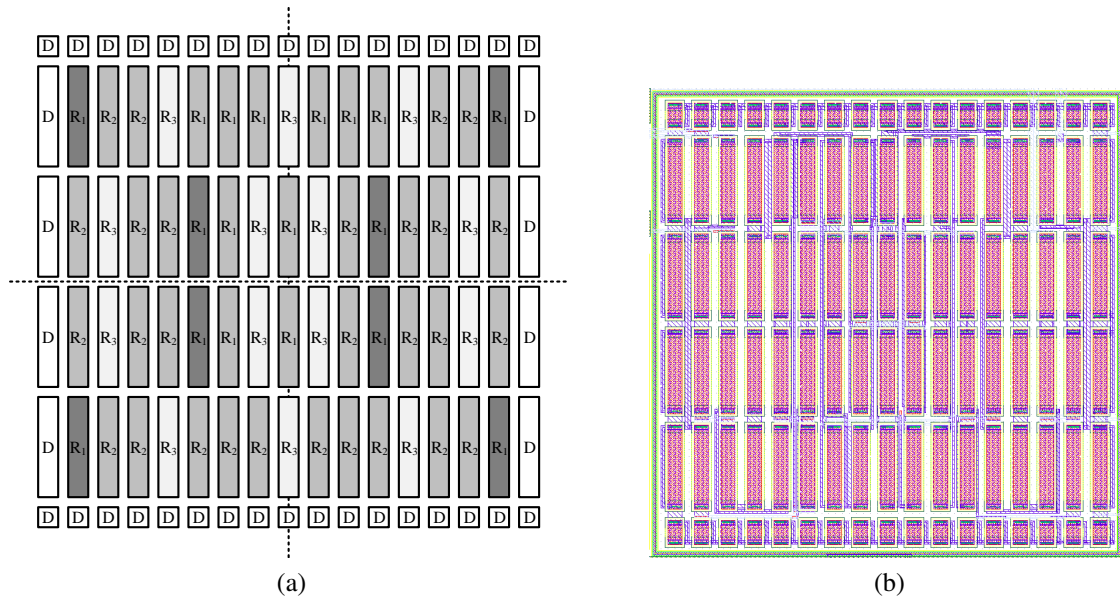 D D D D D D D D D D D D D D D D D
D R₁ R₂ R₂ R₃ R₁ R₁ R₁ R₃ R₁ R₁ R₁ R₃ R₂ R₂ R₁ D
D R₂ R₃ R₂ R₂ R₁ R₁ R₃ R₁ R₃ R₂ R₁ R₂ R₂ R₃ R₂ D
D R₂ R₃ R₂ R₂ R₁ R₁ R₃ R₁ R₃ R₂ R₁ R₂ R₂ R₃ R₂ D
D R₁ R₂ R₂ R₃ R₂ R₂ R₂ R₃ R₂ R₂ R₂ R₃ R₂ R₂ R₁ D
D D D D D D D D D D D D D D D D D
(a)
(b)